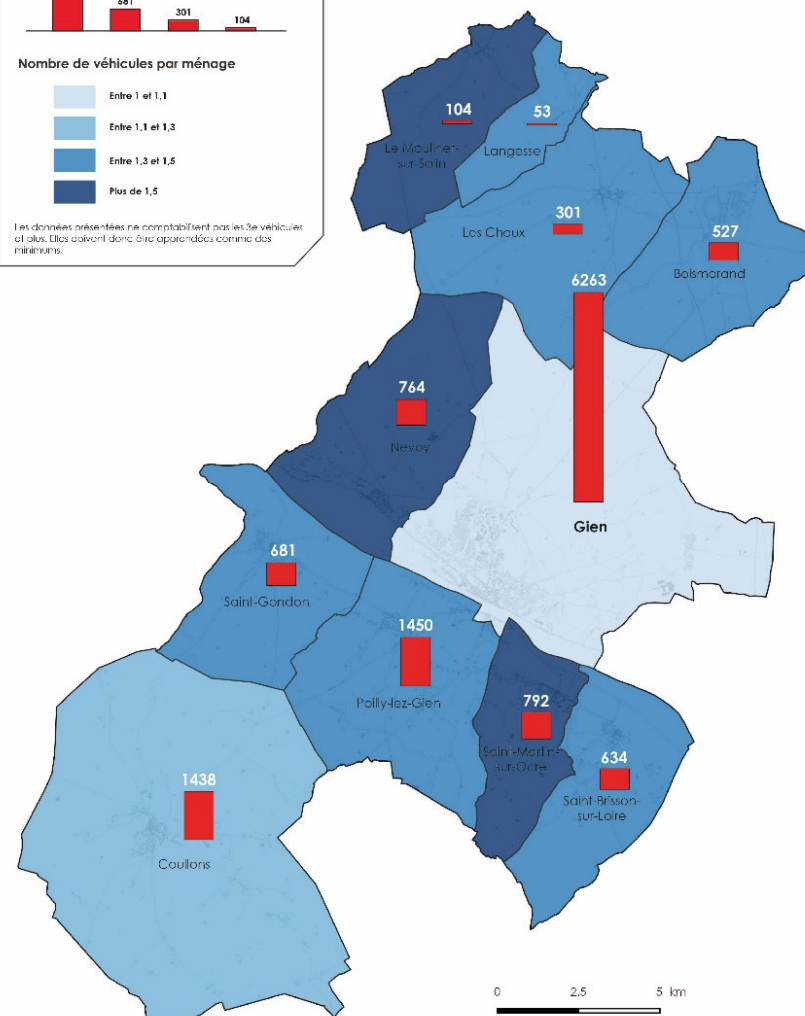 681
301
104
Nombre de véhicules par ménage
Entre 1 et 1,1
Entre 1,1 et 1,3
Entre 1,3 et 1,5
Plus de 1,5
Les données présentées ne comptabilisent pas les 3e véhicules
et plus. Elles doivent donc être appréndées comme des
minimums.
104
Le Moulinet-
sur-Solin
53
Langesse
301
Les Choux
527
Boismorand
6263
Gien
764
Nevoy
681
Saint-Gondon
1450
Poilly-lez-Gien
792
Saint-Martin-
sur-Ocre
634
Saint-Brisson-
sur-Loire
1438
Coullons
0 2.5 5 km